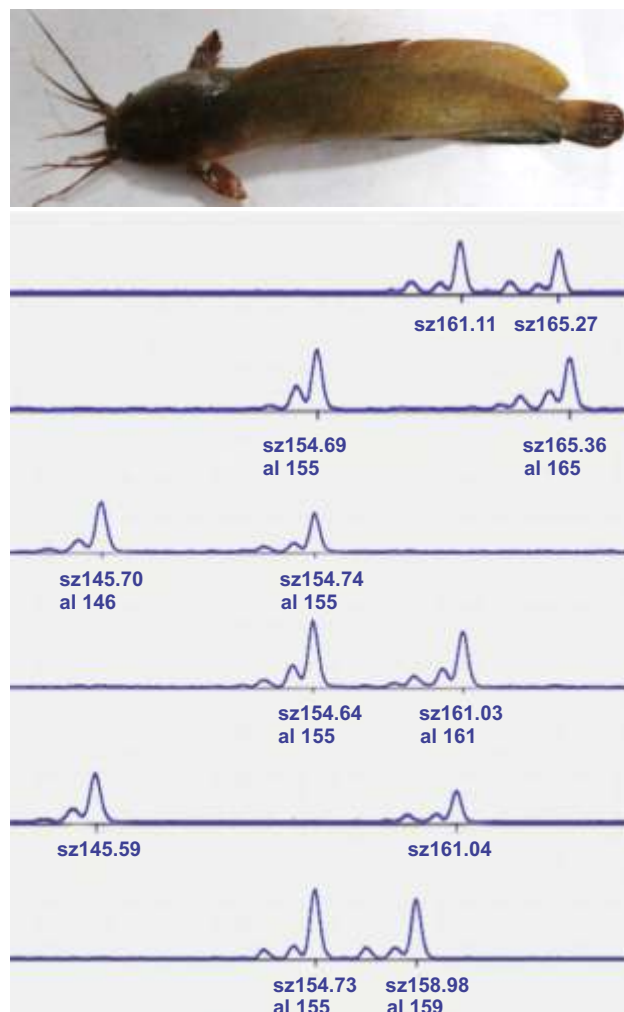 sz161.11 sz165.27
sz154.69 sz165.36
al 155 al 165
sz145.70 sz154.74
al 146 al 155
sz154.64 sz161.03
al 155 al 161
sz145.59 sz161.04
sz154.73 sz158.98
al 155 al 159